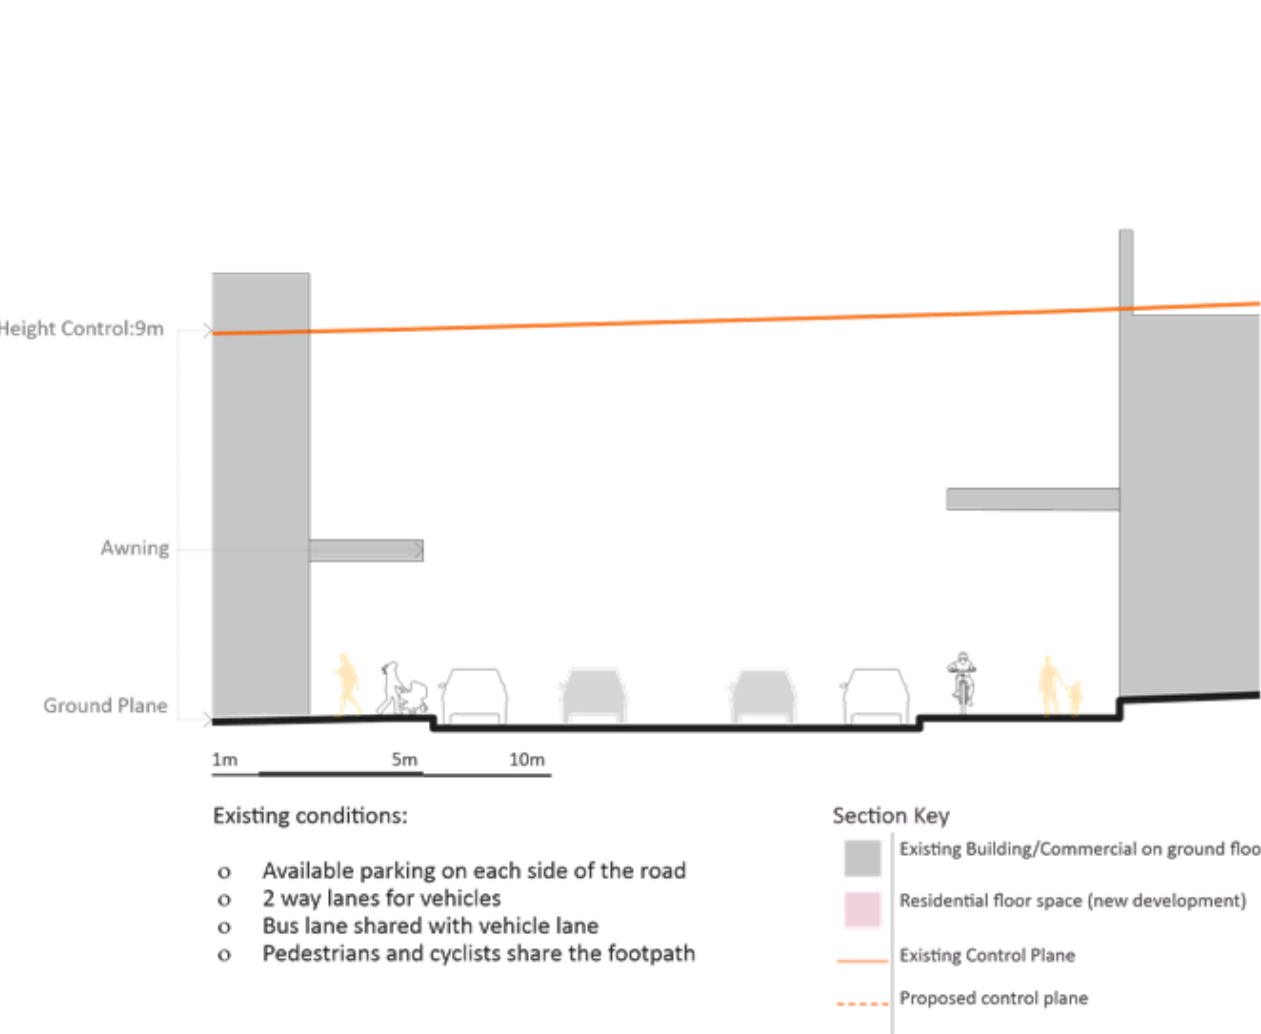 Height Control:9m
Awning
Ground Plane
1m 5m 10m
Existing conditions:
o Available parking on each side of the road
o 2 way lanes for vehicles
o Bus lane shared with vehicle lane
o Pedestrians and cyclists share the footpath
Section Key
Existing Building/Commercial on ground floo
Residential floor space (new development)
Existing Control Plane
Proposed control plane